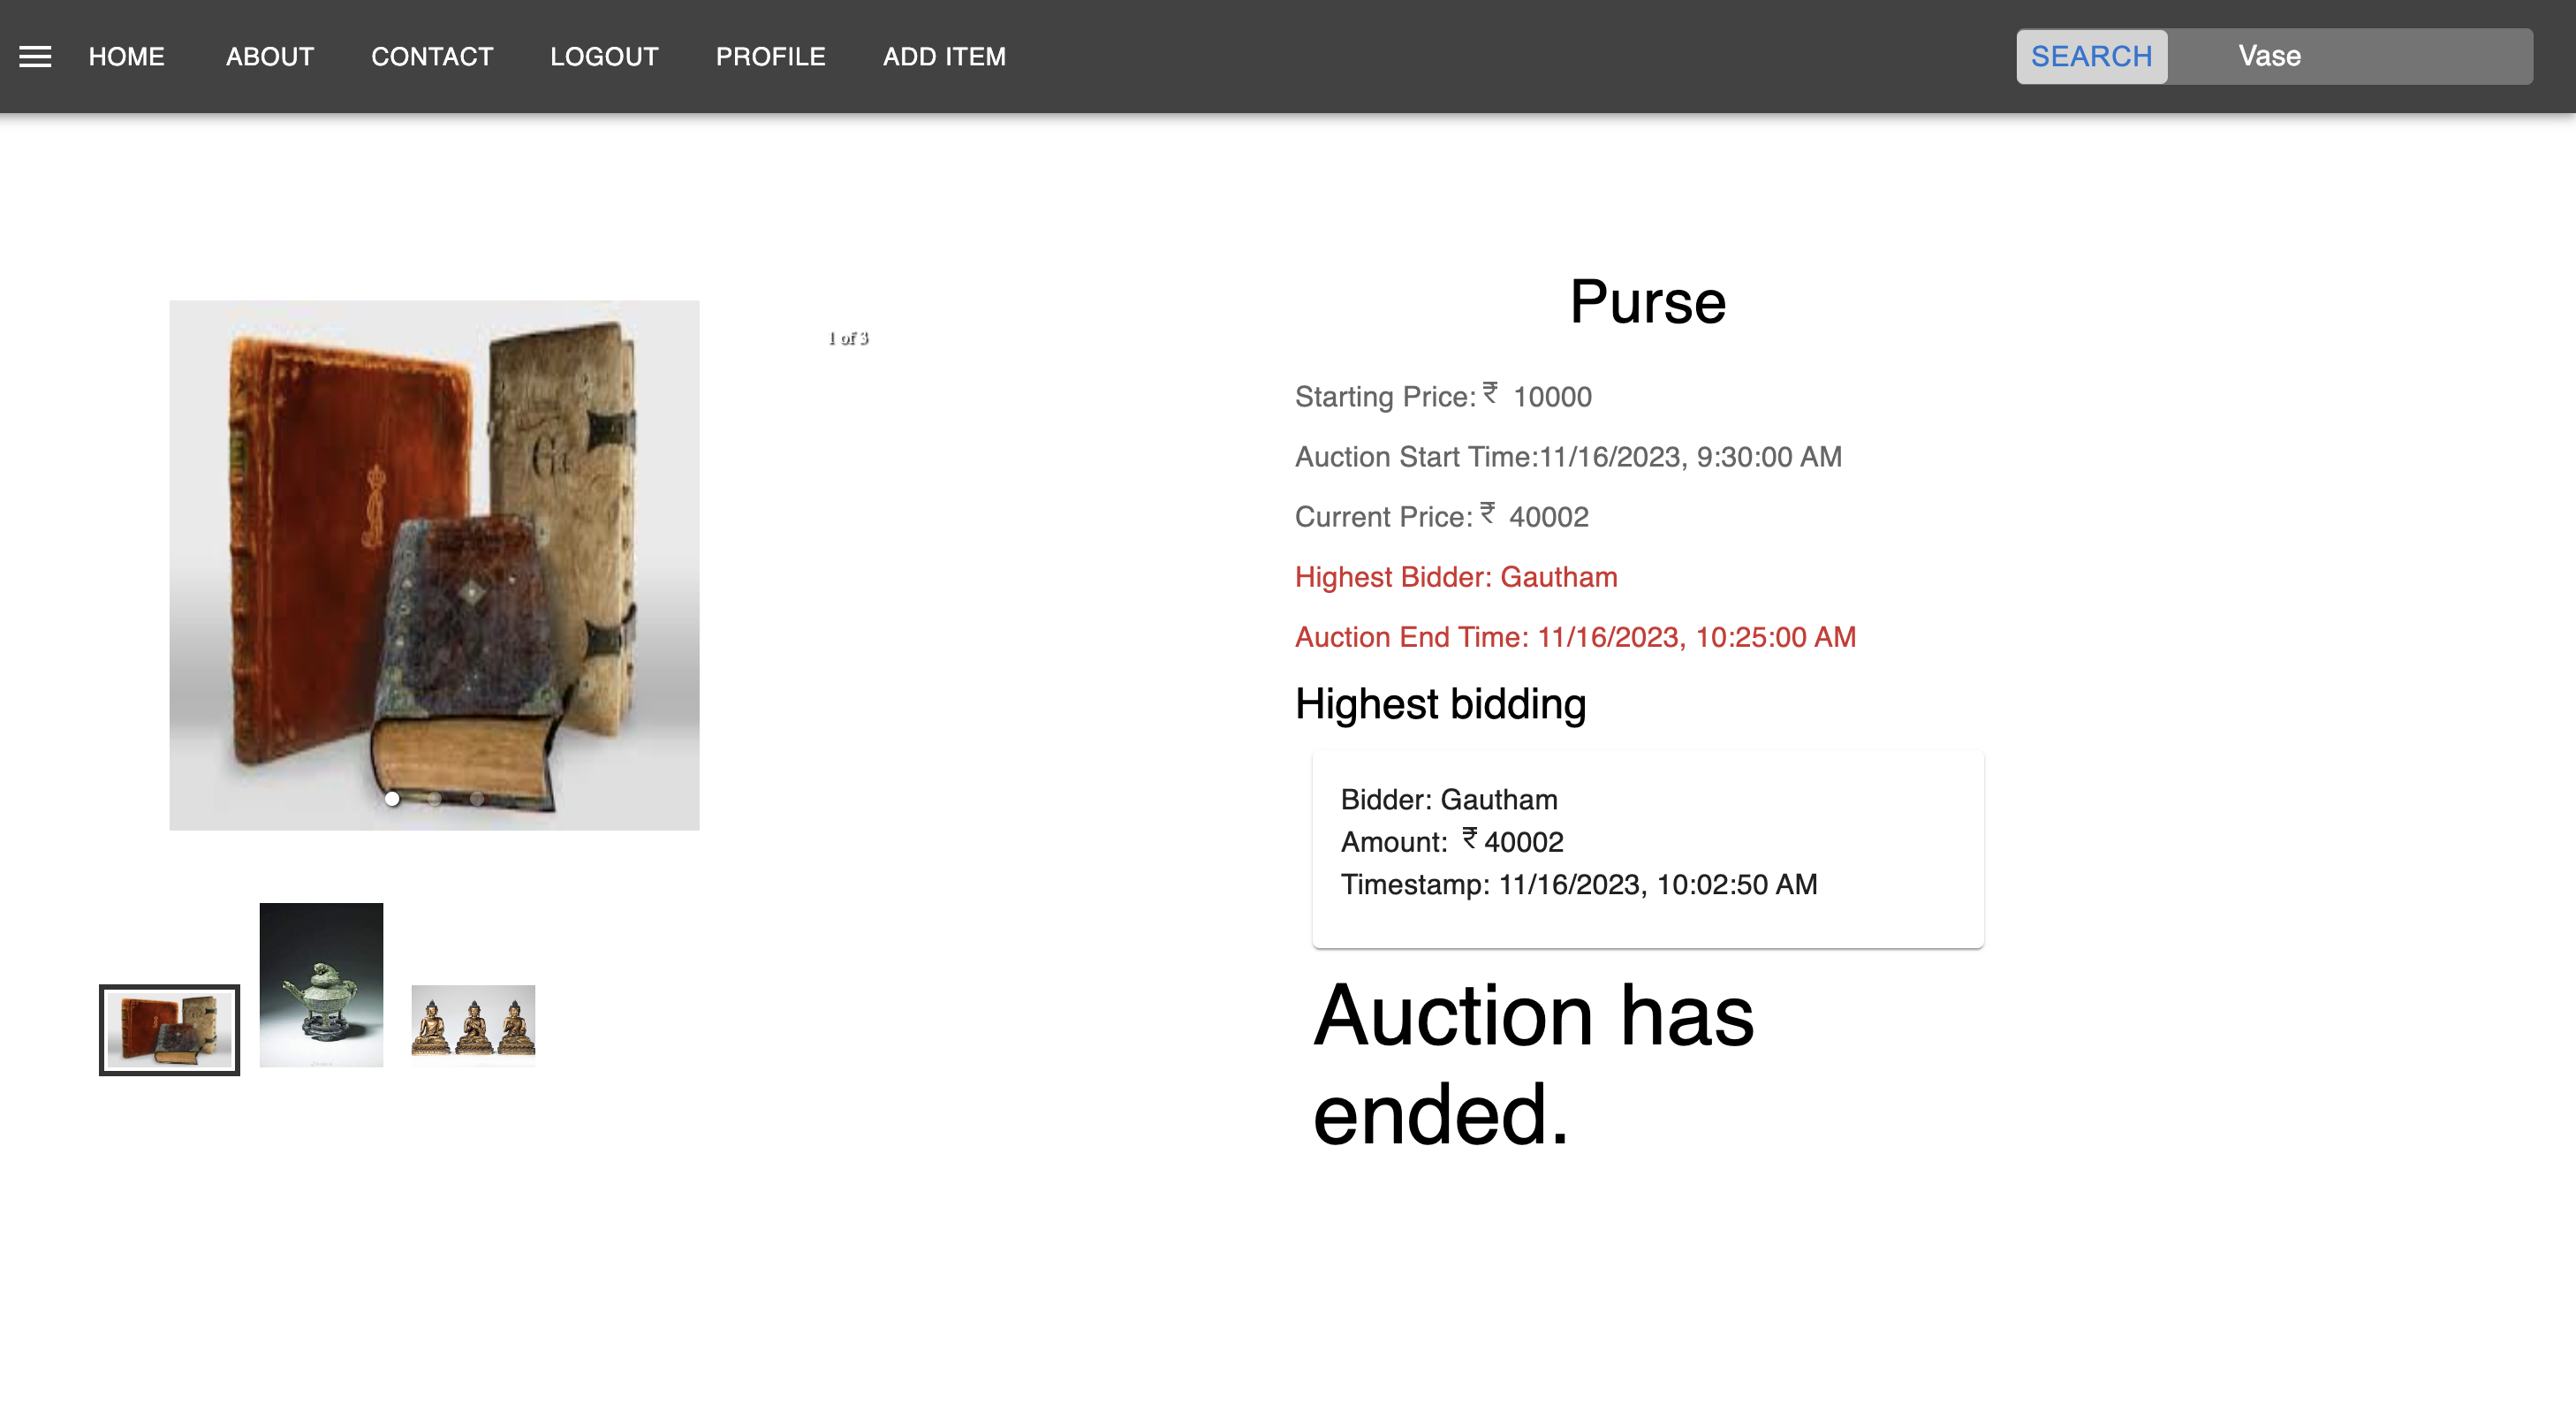 HOME ABOUT CONTACT LOGOUT PROFILE ADD ITEM SEARCH Vase
1 of 3
Purse
Starting Price:₹ 10000
Auction Start Time:11/16/2023, 9:30:00 AM
Current Price:₹ 40002
Highest Bidder: Gautham
Auction End Time: 11/16/2023, 10:25:00 AM
Highest bidding
Bidder: Gautham
Amount: ₹ 40002
Timestamp: 11/16/2023, 10:02:50 AM
Auction has
ended.